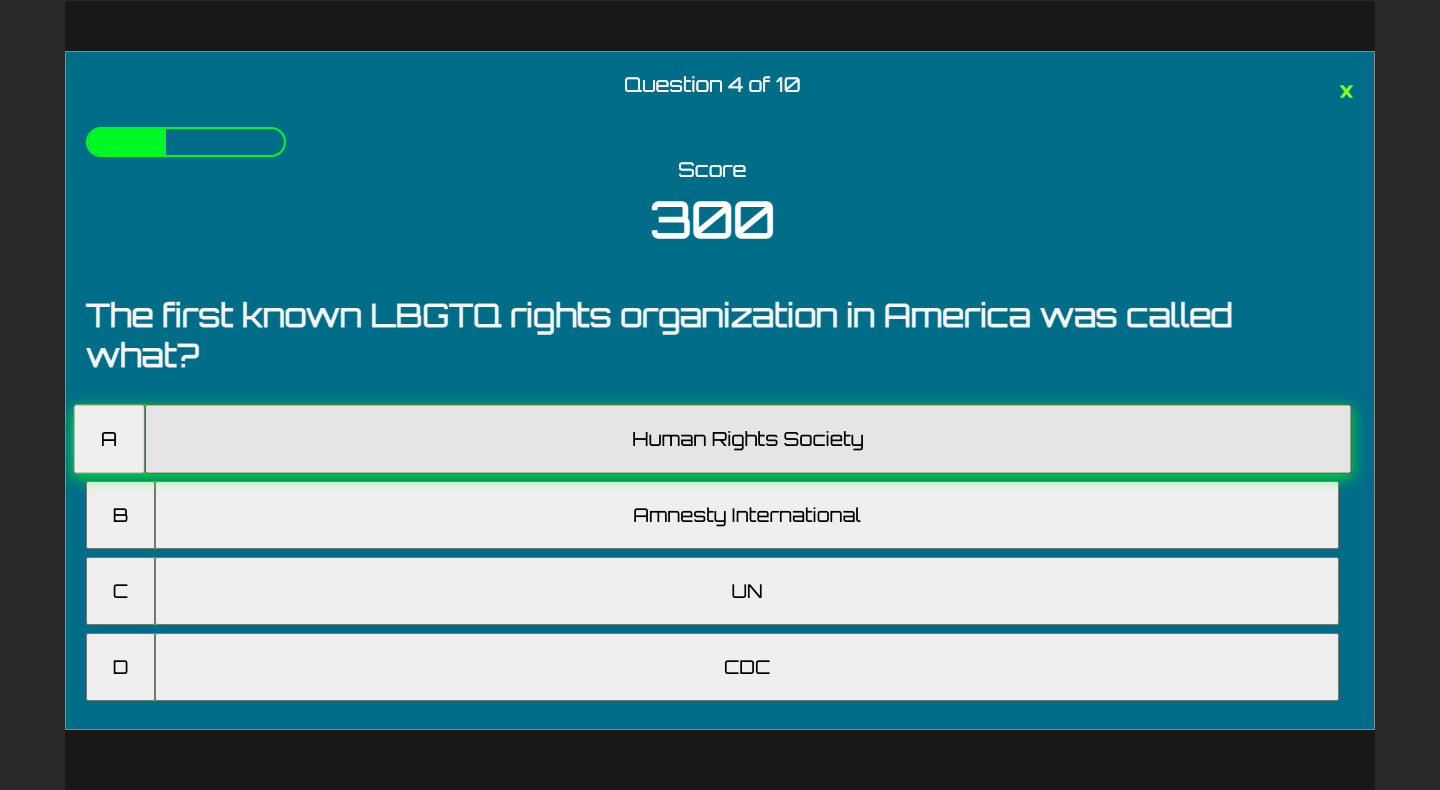 Question 4 of 10
x
Score
300
The first known LBGTQ rights organization in America was called
what?
A
Human Rights Society
B
Amnesty International
C
UN
D
CDC